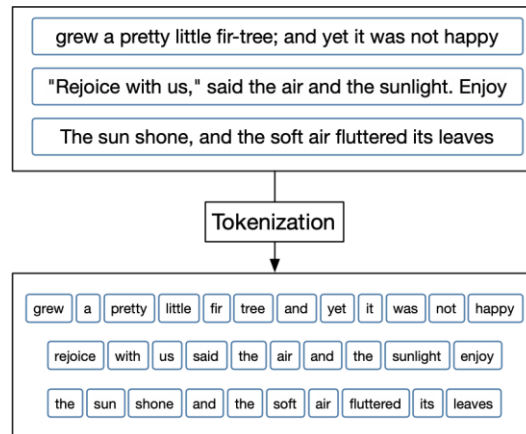 grew a pretty little fir-tree; and yet it was not happy
"Rejoice with us," said the air and the sunlight. Enjoy
The sun shone, and the soft air fluttered its leaves
Tokenization
grew a pretty little fir tree and yet it was not happy
rejoice with us said the air and the sunlight enjoy
the sun shone and the soft air fluttered its leaves